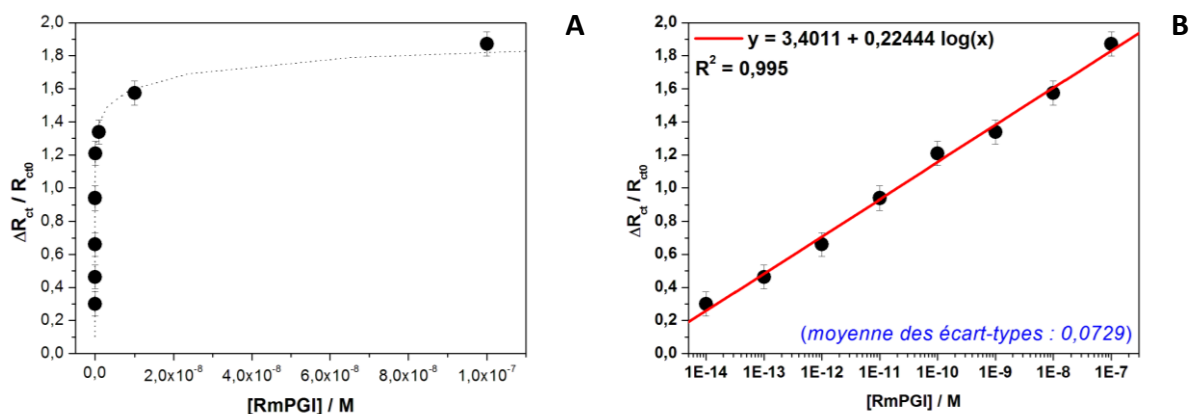 A
2,0
1,8
1,6
1,4
1,2
1,0
0,8
0,6
0,4
0,2
0,0
ΔR_ct / R_ct0
0,0 2,0x10⁻⁸ 4,0x10⁻⁸ 6,0x10⁻⁸ 8,0x10⁻⁸ 1,0x10⁻⁷
[RmPGI] / M
B
y = 3,4011 + 0,22444 log(x)
R² = 0,995
2,0
1,8
1,6
1,4
1,2
1,0
0,8
0,6
0,4
0,2
0,0
ΔR_ct / R_ct0
(moyenne des écart-types : 0,0729)
1E-14 1E-13 1E-12 1E-11 1E-10 1E-9 1E-8 1E-7
[RmPGI] / M